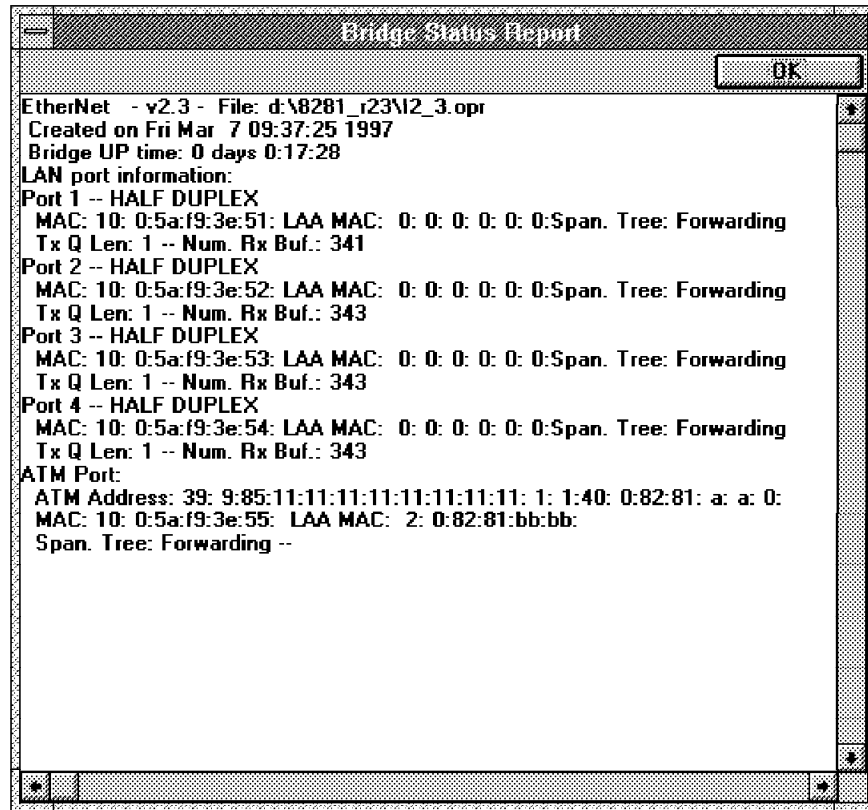 Bridge Status Report
OK
EtherNet - v2.3 - File: d:\8281_r23\l2_3.opr
Created on Fri Mar 7 09:37:25 1997
Bridge UP time: 0 days 0:17:28
LAN port information:
Port 1 -- HALF DUPLEX
MAC: 10: 0:5a:f9:3e:51: LAA MAC: 0: 0: 0: 0: 0: 0:Span. Tree: Forwarding
Tx Q Len: 1 -- Num. Rx Buf.: 341
Port 2 -- HALF DUPLEX
MAC: 10: 0:5a:f9:3e:52: LAA MAC: 0: 0: 0: 0: 0: 0:Span. Tree: Forwarding
Tx Q Len: 1 -- Num. Rx Buf.: 343
Port 3 -- HALF DUPLEX
MAC: 10: 0:5a:f9:3e:53: LAA MAC: 0: 0: 0: 0: 0: 0:Span. Tree: Forwarding
Tx Q Len: 1 -- Num. Rx Buf.: 343
Port 4 -- HALF DUPLEX
MAC: 10: 0:5a:f9:3e:54: LAA MAC: 0: 0: 0: 0: 0: 0:Span. Tree: Forwarding
Tx Q Len: 1 -- Num. Rx Buf.: 343
ATM Port:
ATM Address: 39: 9:85:11:11:11:11:11:11:11:11: 1: 1:40: 0:82:81: a: a: 0:
MAC: 10: 0:5a:f9:3e:55: LAA MAC: 2: 0:82:81:bb:bb:
Span. Tree: Forwarding --